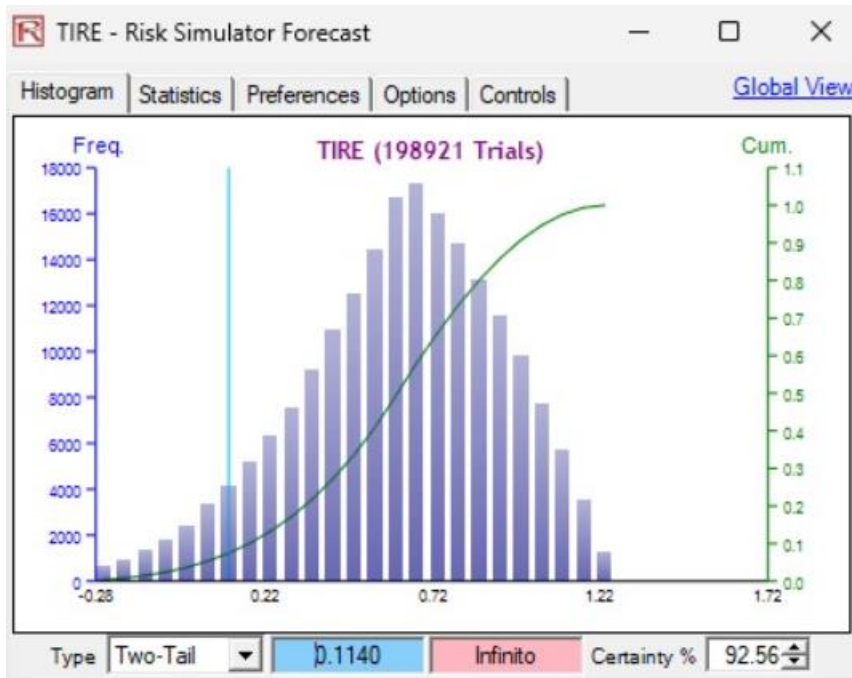 TIRE - Risk Simulator Forecast
Histogram Statistics Preferences Options Controls Global View
Freq. TIRE (198921 Trials) Cum.
18000 1.1
16000 1.0
14000 0.9
12000 0.8
10000 0.7
8000 0.6
6000 0.5
4000 0.4
2000 0.3
0 0.2
0.1
0.0
-0.28 0.22 0.72 1.22 1.72
Type Two-Tail 0.1140 Infinito Certainty % 92.56